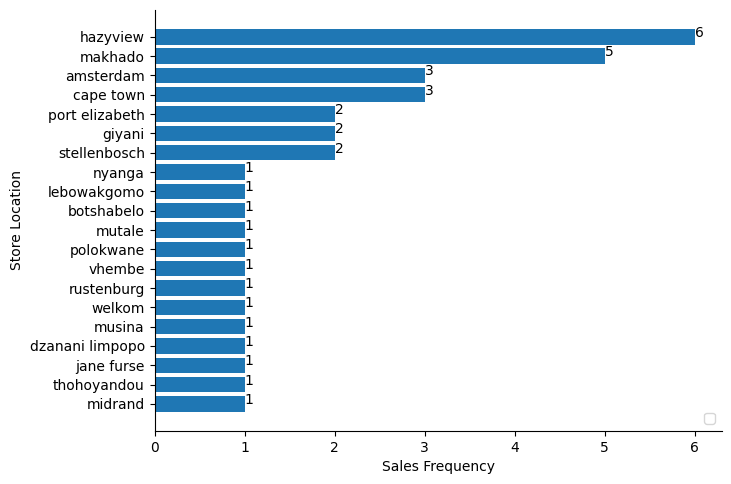 hazyview 6
makhado 5
amsterdam 3
cape town 3
port elizabeth 2
giyani 2
stellenbosch 2
nyanga 1
lebowakgomo 1
botshabelo 1
mutale 1
polokwane 1
vhembe 1
rustenburg 1
welkom 1
musina 1
dzanani limpopo 1
jane furse 1
thohoyandou 1
midrand 1
Store Location
0 1 2 3 4 5 6
Sales Frequency